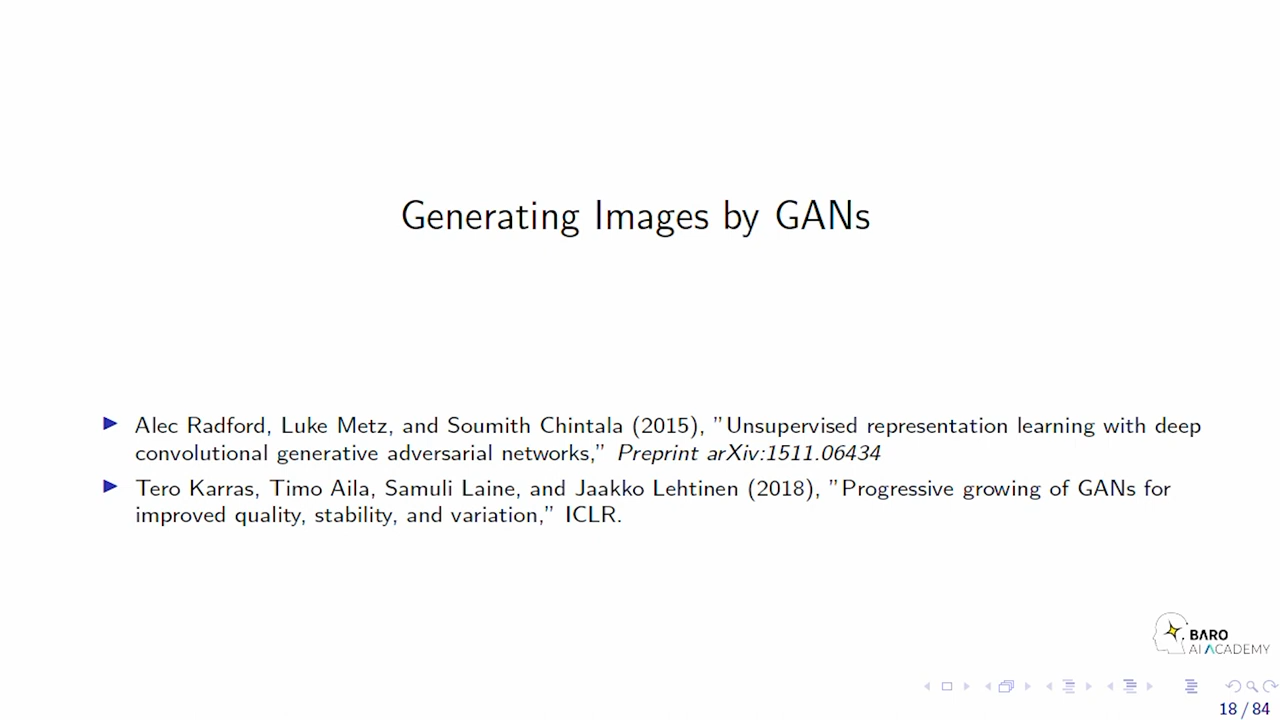 Generating Images by GANs
Alec Radford, Luke Metz, and Soumith Chintala (2015), ”Unsupervised representation learning with deep
convolutional generative adversarial networks,” Preprint arXiv:1511.06434
Tero Karras, Timo Aila, Samuli Laine, and Jaakko Lehtinen (2018), ”Progressive growing of GANs for
improved quality, stability, and variation,” ICLR.
BARO
AI ACADEMY
18 / 84